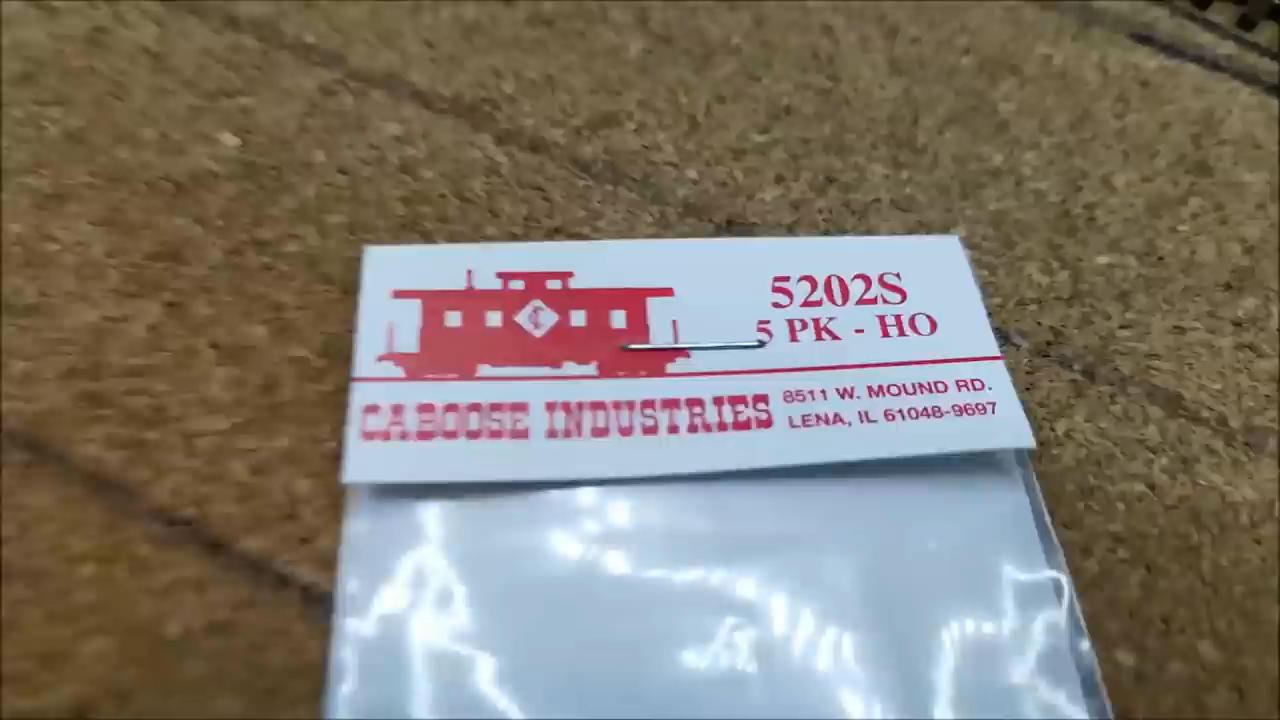 5202S
5 PK - HO
CABOOSE INDUSTRIES
8511 W. MOUND RD.
LENA, IL 61048-9697